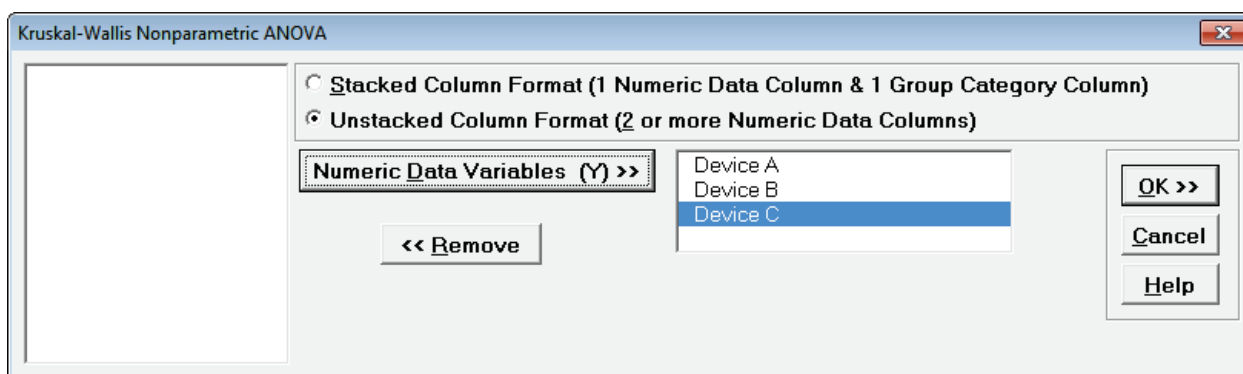 Kruskal-Wallis Nonparametric ANOVA
Stacked Column Format (1 Numeric Data Column & 1 Group Category Column)
Unstacked Column Format (2 or more Numeric Data Columns)
Numeric Data Variables (Y) >>
Device A
Device B
Device C
<< Remove
OK >>
Cancel
Help